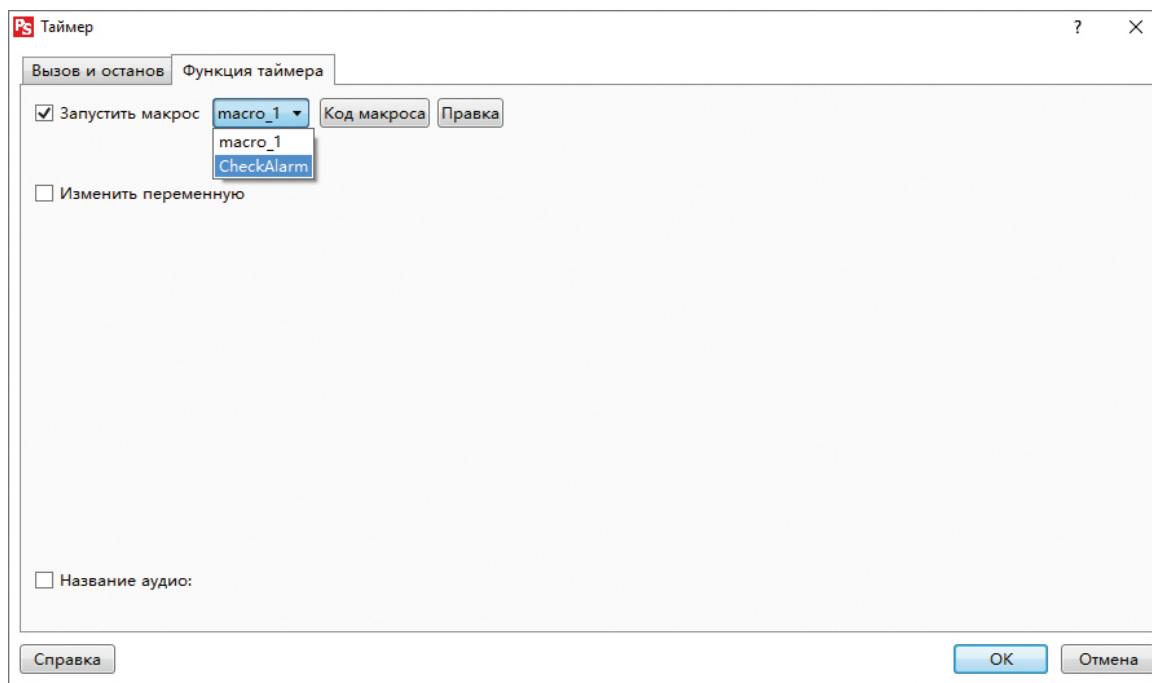 PS Таймер ?
Вызов и останов Функция таймера
Запустить макрос macro_1 Код макроса Правка
macro_1
CheckAlarm
Изменить переменную
Название аудио:
Справка OK Отмена